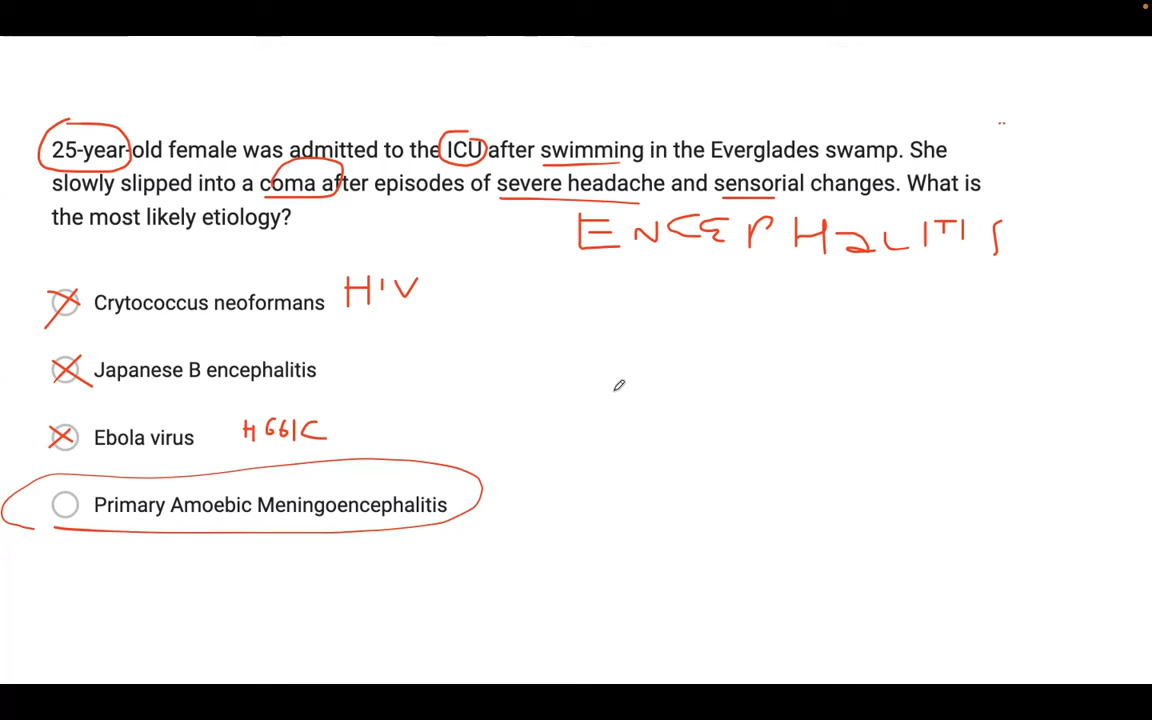 25-year-old female was admitted to the ICU after swimming in the Everglades swamp. She
slowly slipped into a coma after episodes of severe headache and sensorial changes. What is
the most likely etiology?
ENCEPHALITIS
Crytococcus neoformans HIV
Japanese B encephalitis
Ebola virus
Primary Amoebic Meningoencephalitis